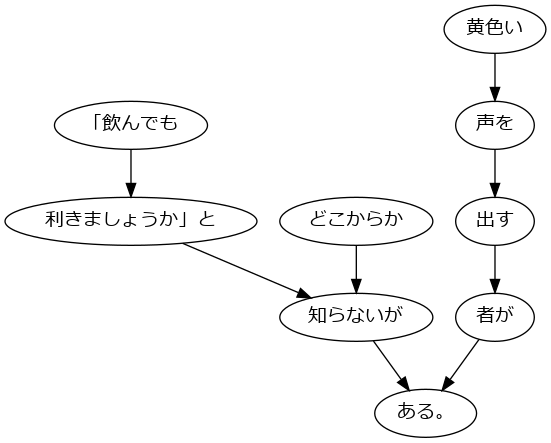 黄色い
「飲んでも
声を
利きましょうか」と
どこからか
出す
知らないが
者が
ある。